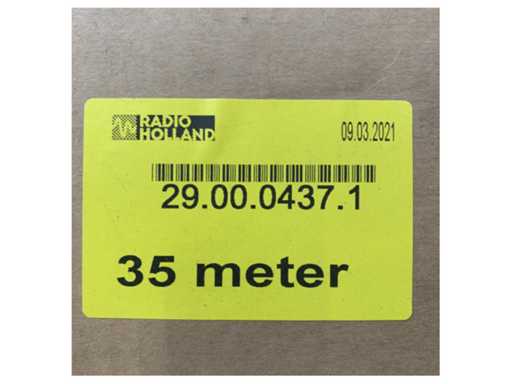 RADIO
HOLLAND
09.03.2021
29.00.0437.1
35 meter